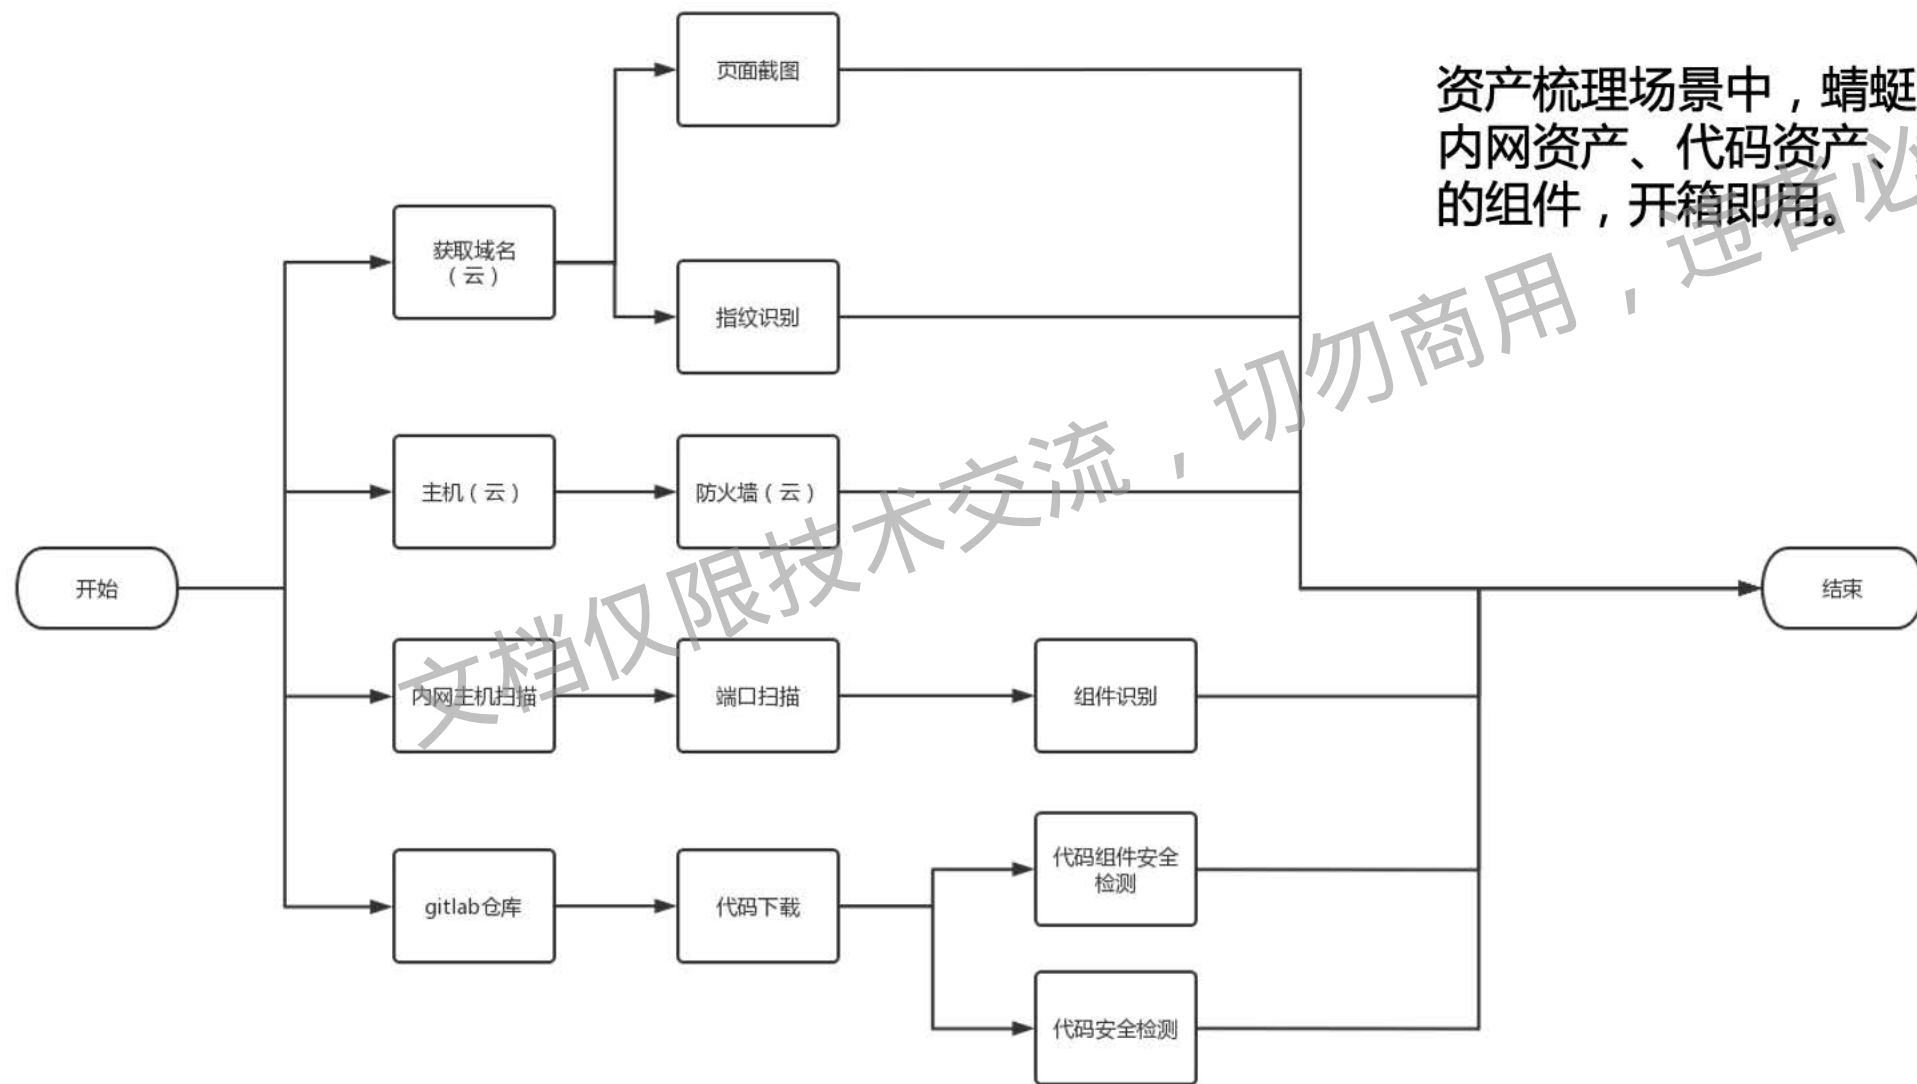 页面截图
资产梳理场景中，蜻蜓
内网资产、代码资产、
的组件，开箱即用。
获取域名
（云）
指纹识别
主机（云）
防火墙（云）
开始
结束
内网主机扫描
端口扫描
组件识别
gitlab仓库
代码下载
代码组件安全
检测
代码安全检测
文档仅限技术交流，切勿商用，违者必